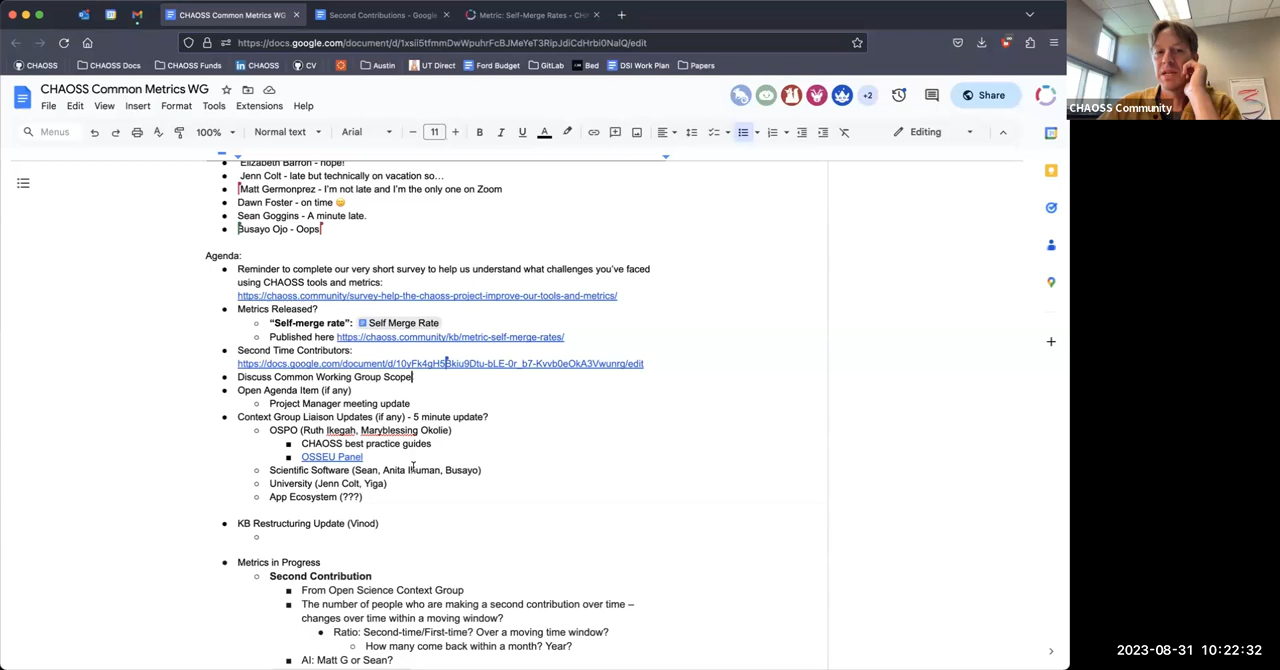 CHAOSS Common Metrics WG
Second Contributions - Google
Metric: Self-Merge Rates - CH
https://docs.google.com/document/d/1xsii5tfmmDwWpuhrFcBJMeYeT3RipJdiCdHrbi0NalQ/edit
CHAOSS
CHAOSS Docs
CHAOSS Funds
CHAOSS
CV
Austin
UT Direct
Ford Budget
GitLab
Bed
DSI Work Plan
Papers
CHAOSS Community
CHAOSS Common Metrics WG
+2
Share
File Edit View Insert Format Tools Extensions Help
Menus
100%
Normal text
Arial
11
Editing
Elizabeth Barron - nope!
Jenn Colt - late but technically on vacation so…
Matt Germonprez - I'm not late and I'm the only one on Zoom
Dawn Foster - on time
Sean Goggins - A minute late.
Busayo Ojo - Oops
Agenda:
Reminder to complete our very short survey to help us understand what challenges you've faced
using CHAOSS tools and metrics:
https://chaoss.community/survey-help-the-chaoss-project-improve-our-tools-and-metrics/
Metrics Released?
"Self-merge rate": Self Merge Rate
Published here https://chaoss.community/kb/metric-self-merge-rates/
Second Time Contributors:
https://docs.google.com/document/d/10yFk4gH5Bkiu9Dtu-bLE-0r_b7-Kvvb0eOkA3Vwunrg/edit
Discuss Common Working Group Scope
Open Agenda Item (if any)
Project Manager meeting update
Context Group Liaison Updates (if any) - 5 minute update?
OSPO (Ruth Ikegah, Maryblessing Okolie)
CHAOSS best practice guides
OSSEU Panel
Scientific Software (Sean, Anita Ihuman, Busayo)
University (Jenn Colt, Yiga)
App Ecosystem (???)
KB Restructuring Update (Vinod)
Metrics in Progress
Second Contribution
From Open Science Context Group
The number of people who are making a second contribution over time –
changes over time within a moving window?
Ratio: Second-time/First-time? Over a moving time window?
How many come back within a month? Year?
AI: Matt G or Sean?
2023-08-31 10:22:32